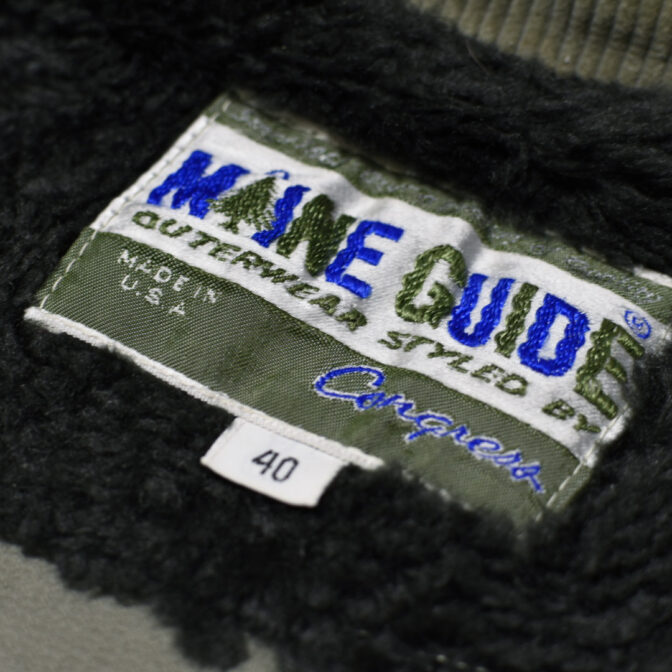 MAINE GUIDE ®
OUTERWEAR STYLED BY
MADE IN
U.S.A
Congress
40